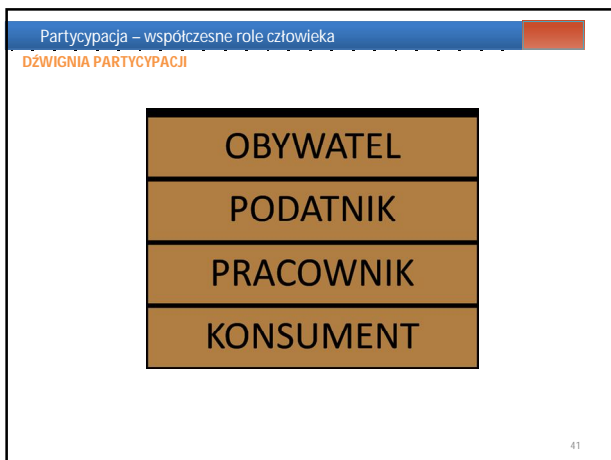 Partycypacja – współczesne role człowieka
DŹWIGNIA PARTYCYPACJI
OBYWATEL
PODATNIK
PRACOWNIK
KONSUMENT
41